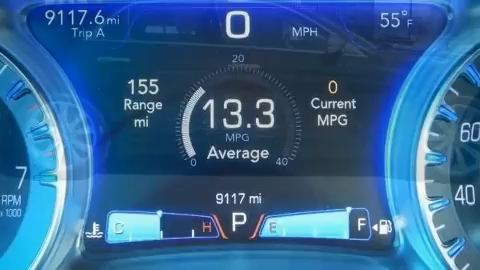 9117.6 mi
Trip A
0
MPH
55°F
155
Range
mi
20
13.3
MPG
Average
0
40
0
Current
MPG
60
40
7
RPM
x 1000
9117 mi
C
H
P
E
F